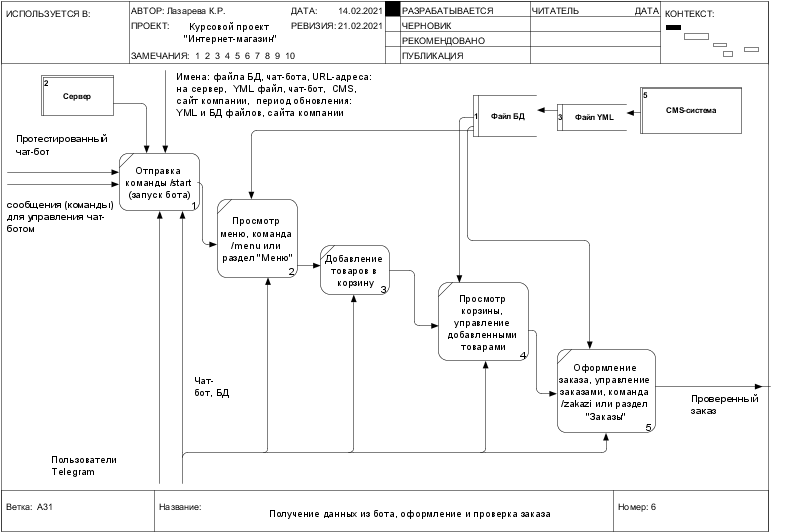 ИСПОЛЬЗУЕТСЯ В:
АВТОР: Лазарева К.Р.
ДАТА: 14.02.2021
РАЗРАБАТЫВАЕТСЯ
ЧИТАТЕЛЬ
ДАТА
КОНТЕКСТ:
ПРОЕКТ: Курсовой проект
"Интернет-магазин"
РЕВИЗИЯ: 21.02.2021
ЧЕРНОВИК
РЕКОМЕНДОВАНО
ЗАМЕЧАНИЯ: 1 2 3 4 5 6 7 8 9 10
ПУБЛИКАЦИЯ
2
Сервер
Имена: файла БД, чат-бота, URL-адреса:
на сервер, YML файл, чат-бот, CMS,
сайт компании, период обновления:
YML и БД файлов, сайта компании
1
Файл БД
3
Файл YML
5
CMS-система
Протестированный
чат-бот
сообщения (команды)
для управления чат-
ботом
Отправка
команды /start
(запуск бота)
1
Просмотр
меню, команда
/menu или
раздел "Меню"
2
Добавление
товаров в
корзину
3
Просмотр
корзины,
управление
добавленными
товарами
4
Оформление
заказа, управление
заказами, команда
/zakazi или раздел
"Заказы"
5
Проверенный
заказ
Чат-
бот, БД
Пользователи
Telegram
Ветка: A31
Название:
Получение данных из бота, оформление и проверка заказа
Номер: 6